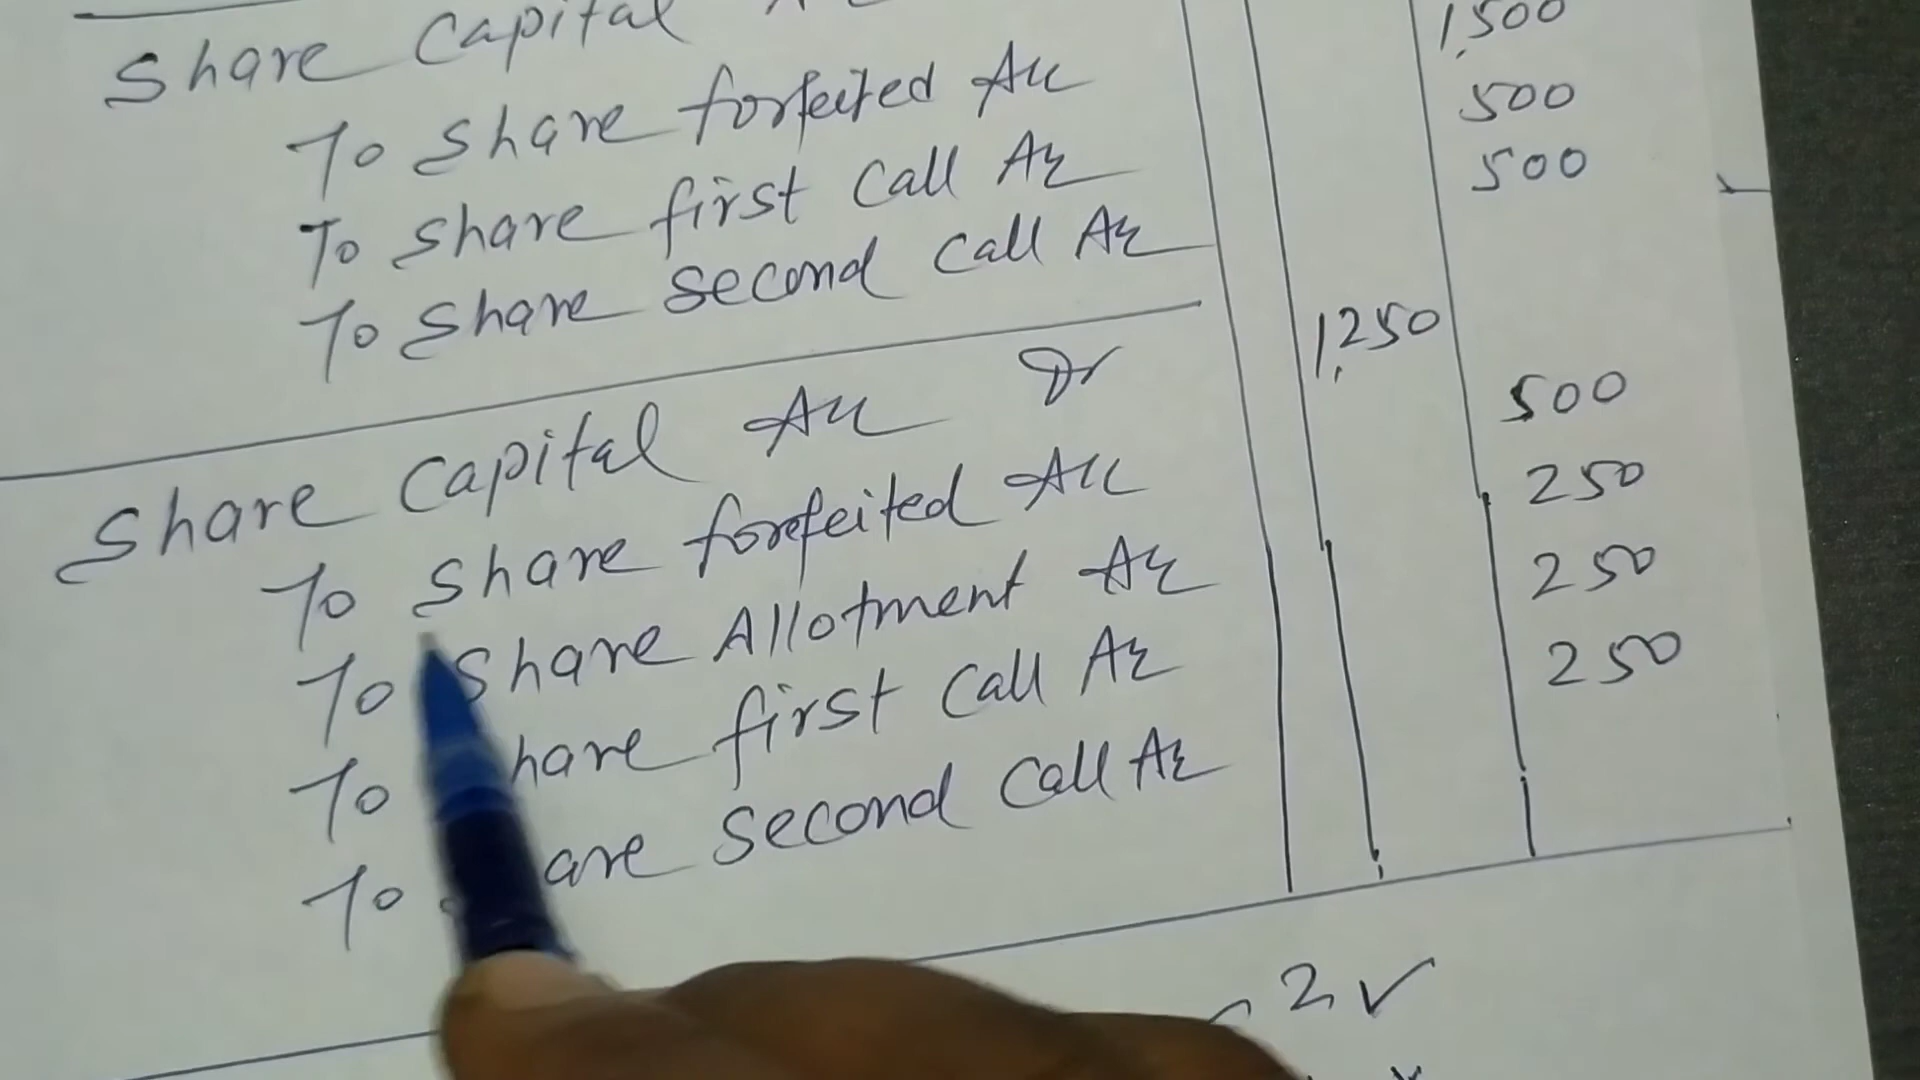 Share Capital A/c 1,500
To Share forfeited A/c 500
To Share first Call A/c 500
To Share Second Call A/c
Share Capital A/c Dr 1,250
To Share forefeited A/c 500
To Share Allotment A/c 250
To Share first Call A/c 250
To Share Second Call A/c 250
2 ✓